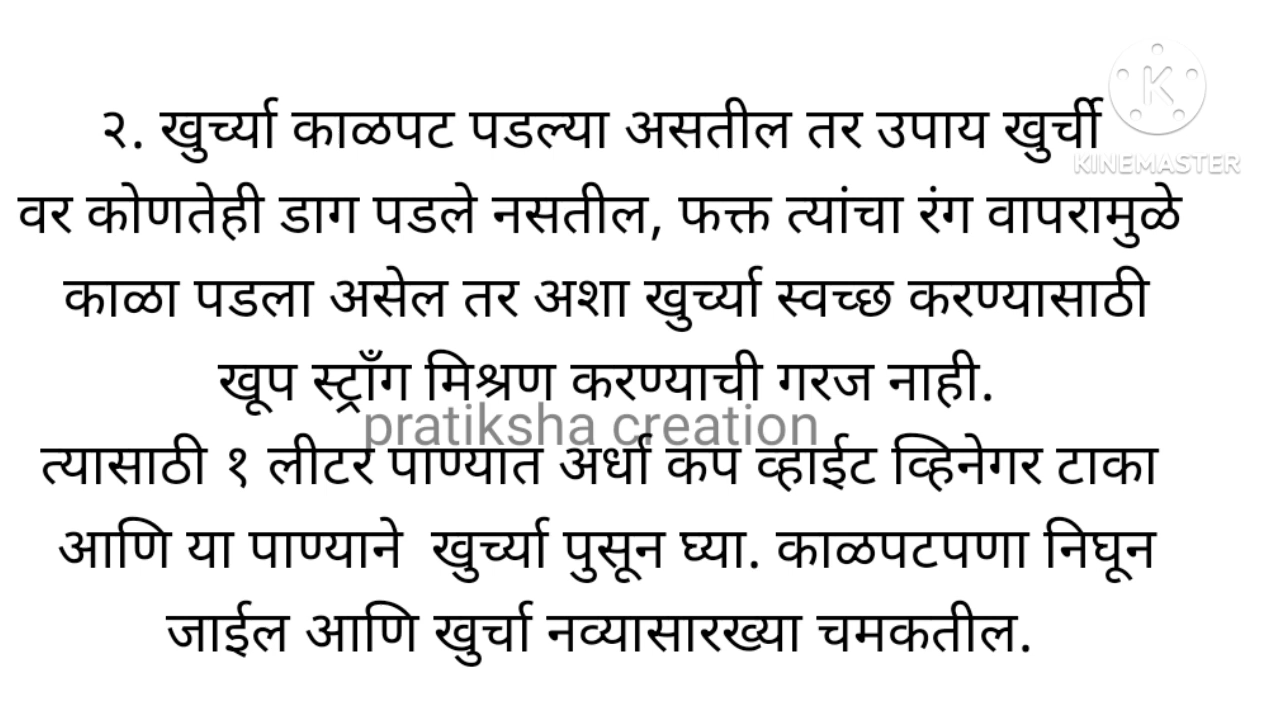 २. खुर्च्या काळपट पडल्या असतील तर उपाय खुर्ची
KINEMASTER
वर कोणतेही डाग पडले नसतील, फक्त त्यांचा रंग वापरामुळे
काळा पडला असेल तर अशा खुर्च्या स्वच्छ करण्यासाठी
खूप स्ट्राँग मिश्रण करण्याची गरज नाही.
pratiksha creation
त्यासाठी १ लीटर पाण्यात अर्धा कप व्हाईट व्हिनेगर टाका
आणि या पाण्याने खुर्च्या पुसून घ्या. काळपटपणा निघून
जाईल आणि खुर्चा नव्यासारख्या चमकतील.